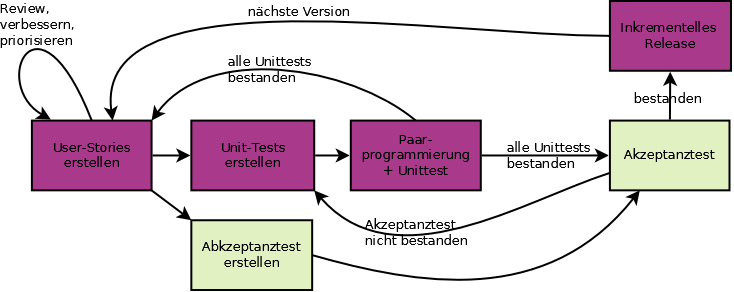 Review,
verbessern,
priorisieren
nächste Version
Inkrementelles
Release
alle Unittests
bestanden
bestanden
User-Stories
erstellen
Unit-Tests
erstellen
Paar-
programmierung
+ Unittest
alle Unittests
bestanden
Akzeptanztest
Akzeptanztest
nicht bestanden
Abkzeptanztest
erstellen